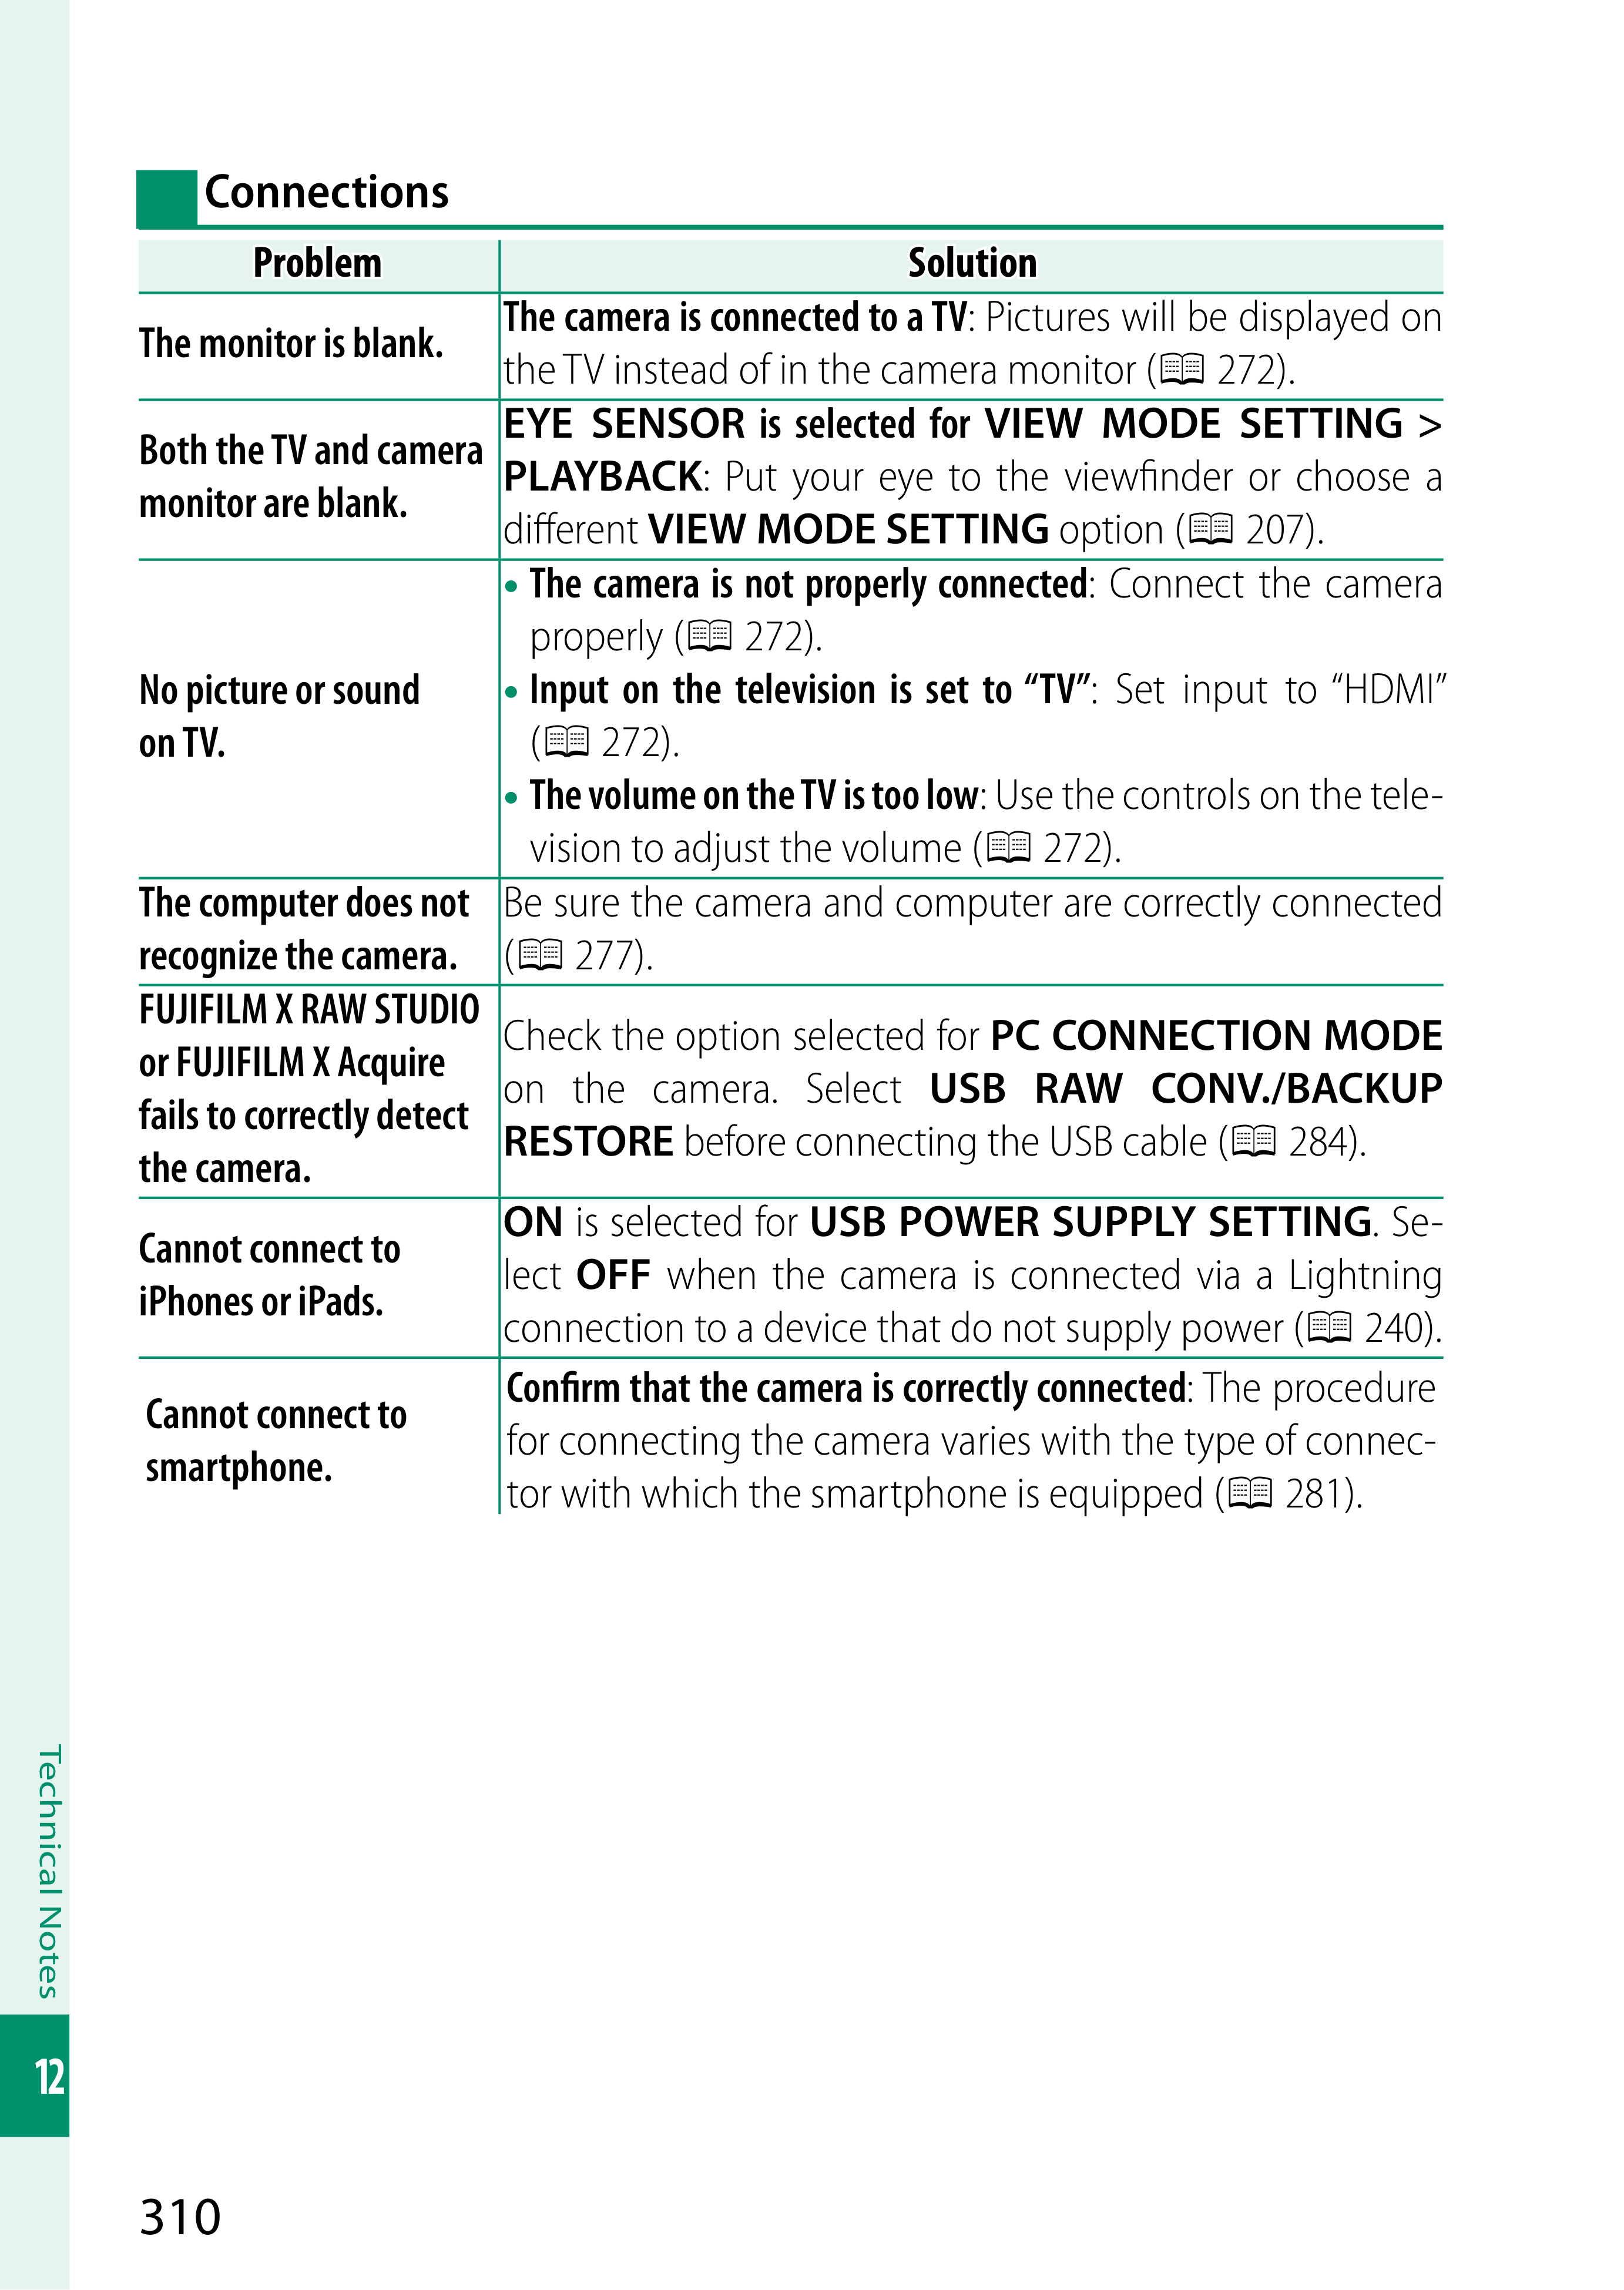 Connections
Problem
Solution
The monitor is blank.
The camera is connected to a TV: Pictures will be displayed on
the TV instead of in the camera monitor (272).
Both the TV and camera
monitor are blank.
EYE SENSOR is selected for VIEW MODE SETTING >
PLAYBACK: Put your eye to the viewfinder or choose a
different VIEW MODE SETTING option (207).
No picture or sound
on TV.
• The camera is not properly connected: Connect the camera
properly (272).
• Input on the television is set to “TV”: Set input to “HDMI”
(272).
• The volume on the TV is too low: Use the controls on the tele-
vision to adjust the volume (272).
The computer does not
recognize the camera.
Be sure the camera and computer are correctly connected
(277).
FUJIFILM X RAW STUDIO
or FUJIFILM X Acquire
fails to correctly detect
the camera.
Check the option selected for PC CONNECTION MODE
on the camera. Select USB RAW CONV./BACKUP
RESTORE before connecting the USB cable (284).
Cannot connect to
iPhones or iPads.
ON is selected for USB POWER SUPPLY SETTING. Se-
lect OFF when the camera is connected via a Lightning
connection to a device that do not supply power (240).
Cannot connect to
smartphone.
Confirm that the camera is correctly connected: The procedure
for connecting the camera varies with the type of connec-
tor with which the smartphone is equipped (281).
Technical Notes
12
310